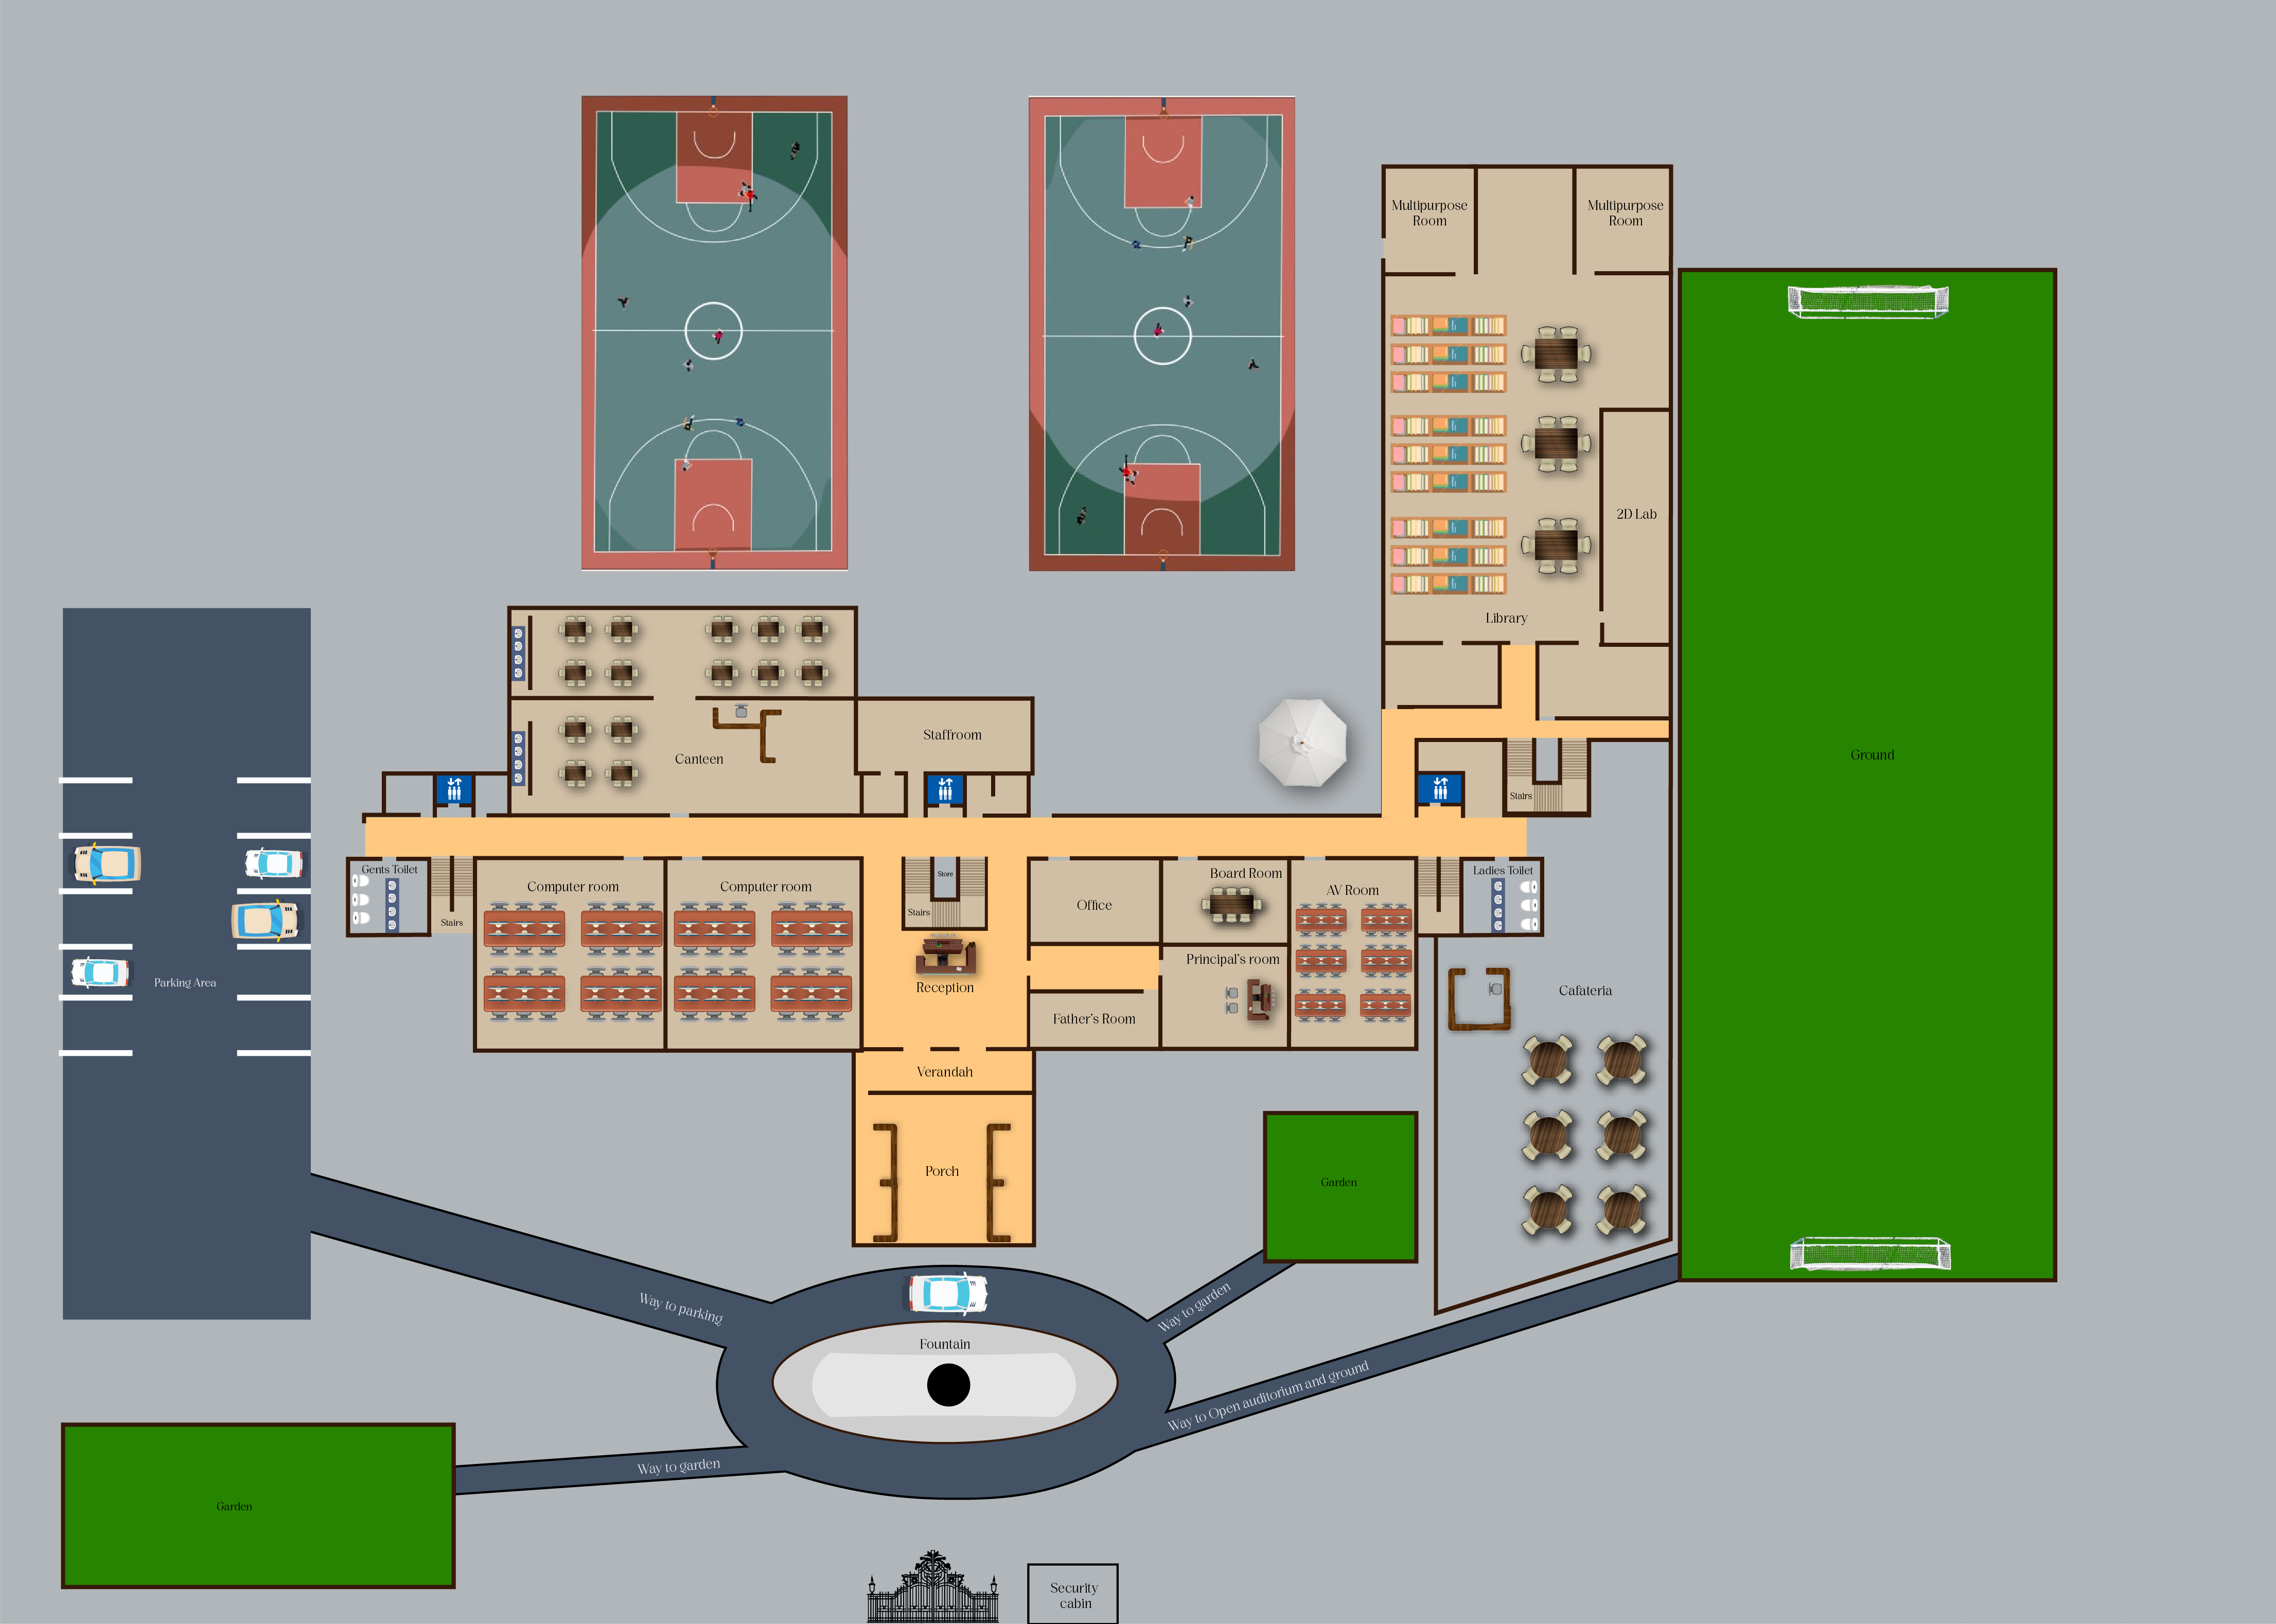 Multipurpose
Room
Multipurpose
Room
2D Lab
Library
Ground
Staffroom
Canteen
Stairs
Gents Toilet
Stairs
Computer room
Computer room
Store
Stairs
Reception
Office
Board Room
AV Room
Ladies Toilet
Principal's room
Father's Room
Parking Area
Cafateria
Verandah
Porch
Garden
Way to parking
Way to garden
Fountain
Way to Open auditorium and ground
Way to garden
Garden
Security
cabin